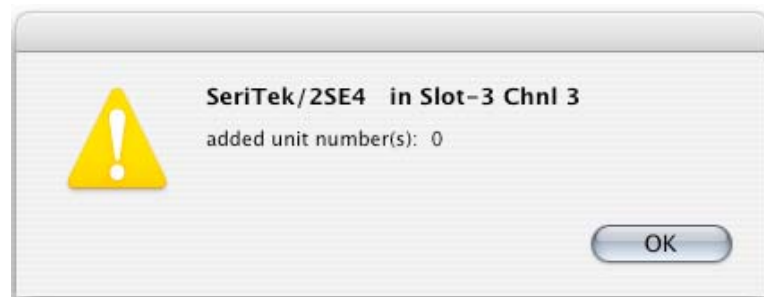 SeriTek/2SE4 in Slot-3 Chnl 3
added unit number(s): 0
OK